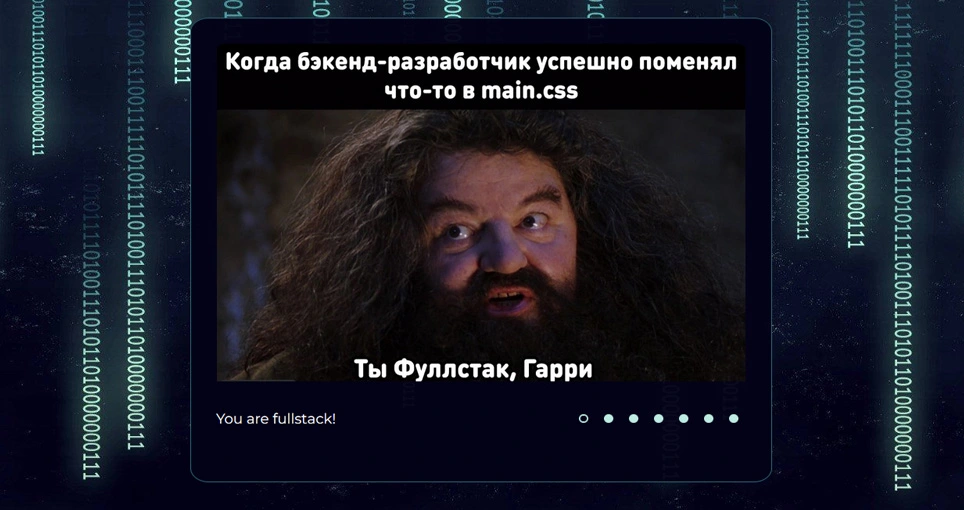 Когда бэкенд-разработчик успешно поменял
что-то в main.css
Ты Фуллстак, Гарри
You are fullstack!